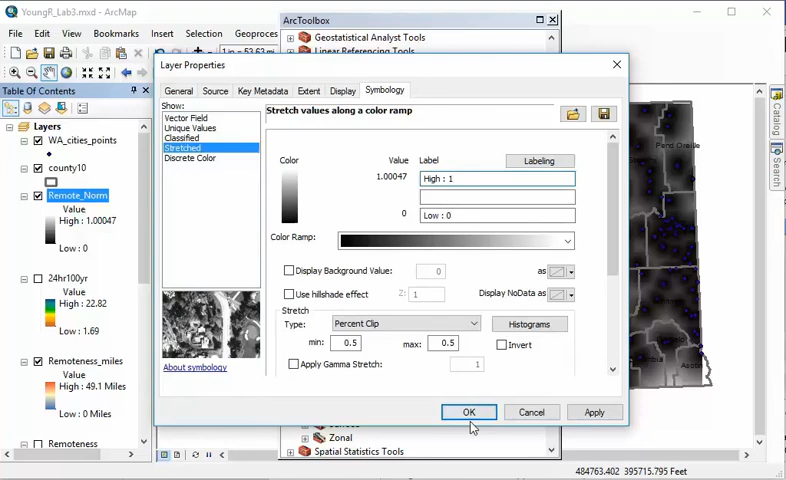 YoungR_Lab3.mxd - ArcMap
File Edit View Bookmarks Insert Selection Geoproces
ArcToolbox
Geostatistical Analyst Tools
Linear Referencing Tools
Table Of Contents
Layers
WA_cities_points
county10
Remote_Norm
Value
High : 1.00047
Low : 0
24hr100yr
Value
High : 22.82
Low : 1.69
Remoteness_miles
Value
High : 49.1 Miles
Low : 0 Miles
Remoteness
Layer Properties
General Source Key Metadata Extent Display Symbology
Show:
Vector Field
Unique Values
Classified
Stretched
Discrete Color
About symbology
Stretch values along a color ramp
Color Value Label Labeling
1.00047 High : 1
0 Low : 0
Color Ramp:
Display Background Value: 0 as
Use hillshade effect Z: 1 Display NoData as
Stretch
Type: Percent Clip Histograms
min: 0.5 max: 0.5 Invert
Apply Gamma Stretch: 1
OK Cancel Apply
Zonal
Spatial Statistics Tools
Pend Oreille
Catalog
Search
484763.402 395715.795 Feet